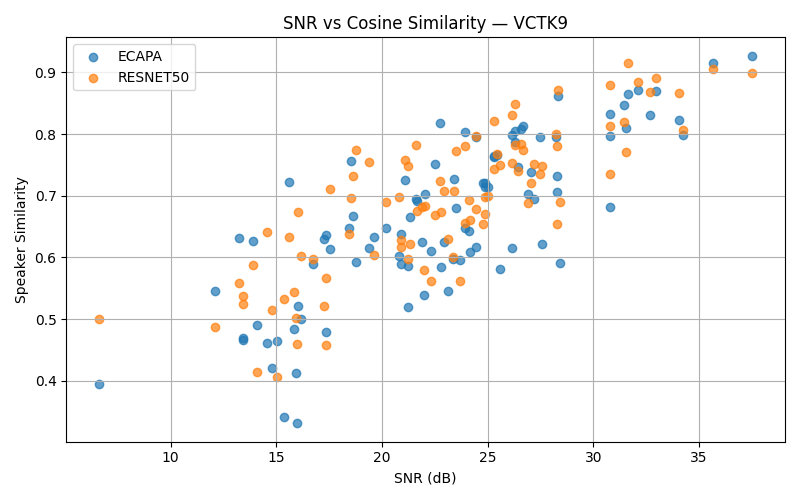 SNR vs Cosine Similarity — VCTK9
ECAPA
RESNET50
Speaker Similarity
0.9
0.8
0.7
0.6
0.5
0.4
10 15 20 25 30 35
SNR (dB)